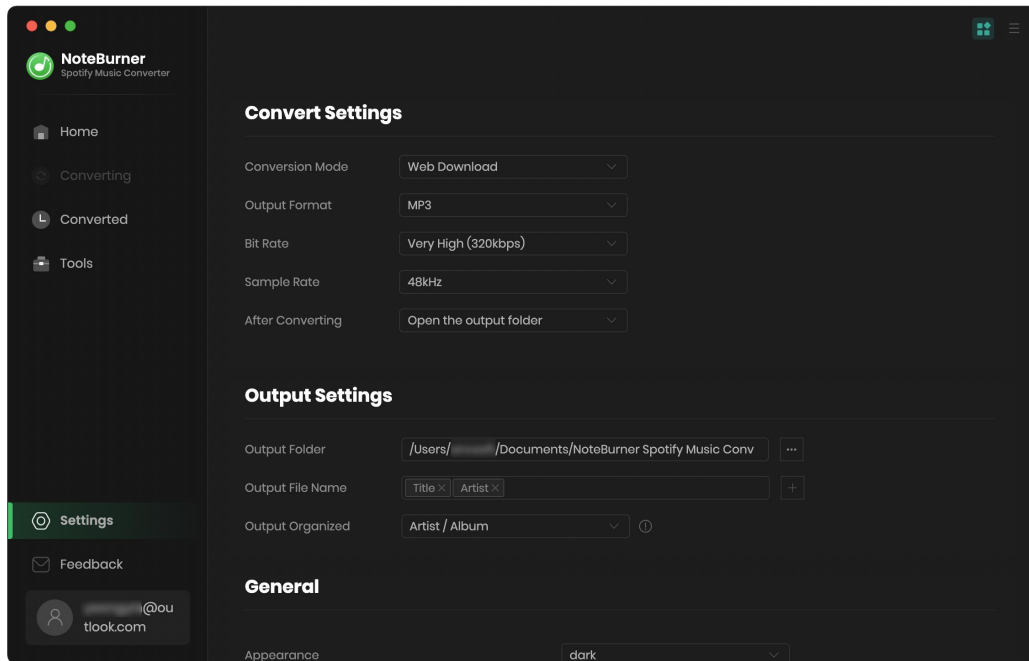 NoteBurner
Spotify Music Converter
Home
Converting
Converted
Tools
Settings
Feedback
@ou
tlook.com
Convert Settings
Conversion Mode Web Download
Output Format MP3
Bit Rate Very High (320kbps)
Sample Rate 48kHz
After Converting Open the output folder
Output Settings
Output Folder /Users/ /Documents/NoteBurner Spotify Music Conv ...
Output File Name Title × Artist × +
Output Organized Artist / Album
General
Appearance dark